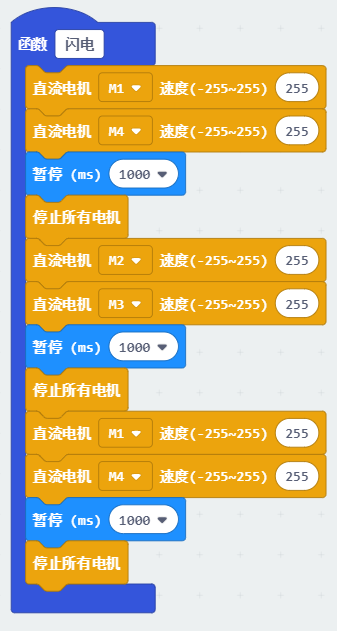 函数 闪电
直流电机 M1 速度(-255~255) 255
直流电机 M4 速度(-255~255) 255
暂停 (ms) 1000
停止所有电机
直流电机 M2 速度(-255~255) 255
直流电机 M3 速度(-255~255) 255
暂停 (ms) 1000
停止所有电机
直流电机 M1 速度(-255~255) 255
直流电机 M4 速度(-255~255) 255
暂停 (ms) 1000
停止所有电机